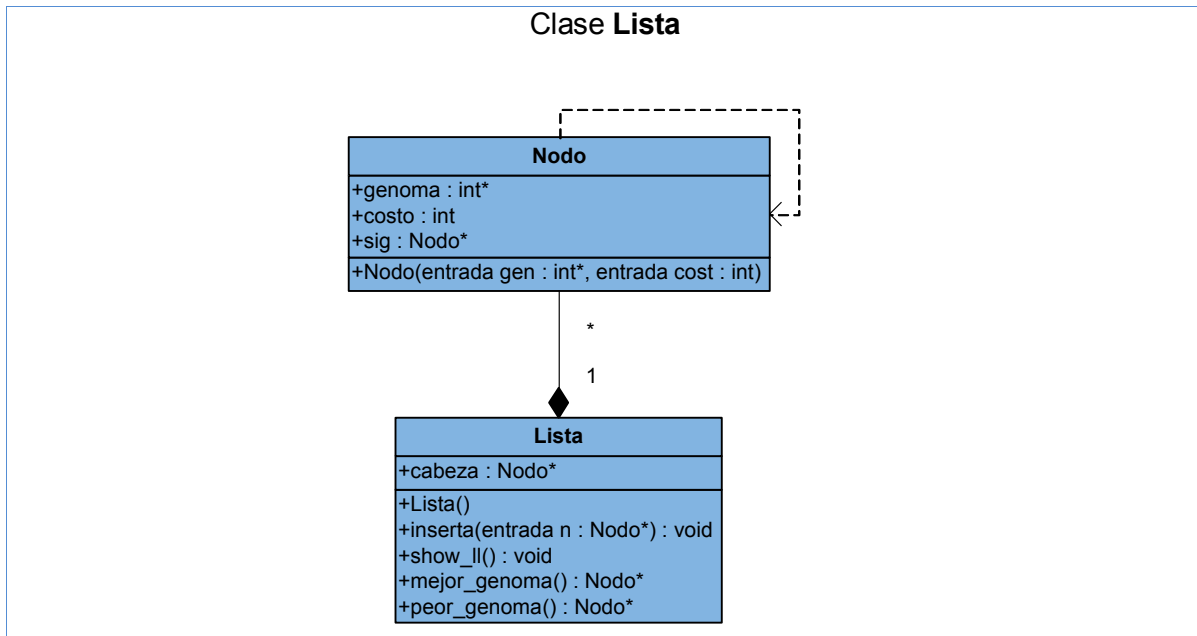 Clase Lista
Nodo
+genoma : int*
+costo : int
+sig : Nodo*
+Nodo(entrada gen : int*, entrada cost : int)
*
1
Lista
+cabeza : Nodo*
+Lista()
+inserta(entrada n : Nodo*) : void
+show_ll() : void
+mejor_genoma() : Nodo*
+peor_genoma() : Nodo*